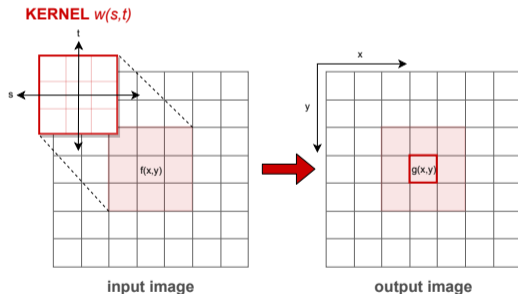 KERNEL w(s,t)
t
s
f(x,y)
input image
x
y
g(x,y)
output image